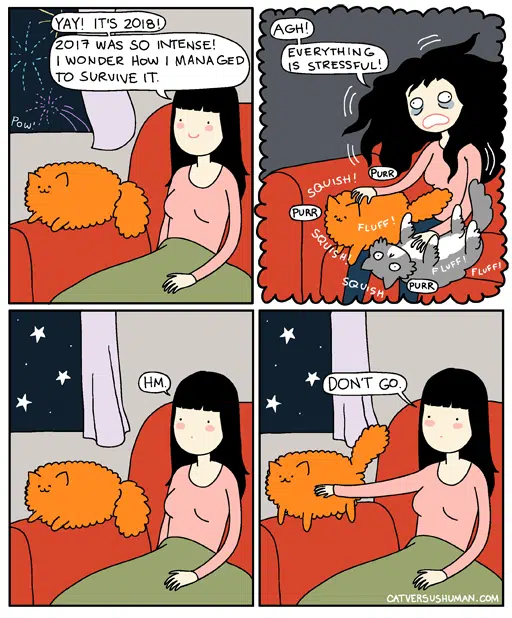 YAY! IT'S 2018!
2017 WAS SO INTENSE!
I WONDER HOW I MANAGED
TO SURVIVE IT.
POW!
AGH!
EVERYTHING
IS STRESSFUL!
SQUISH!
PURR
PURR
FLUFF!
SQUISH!
SQUISH
FLUFF!
FLUFF!
PURR
HM.
DON'T GO.
CATVERSUSHUMAN.COM